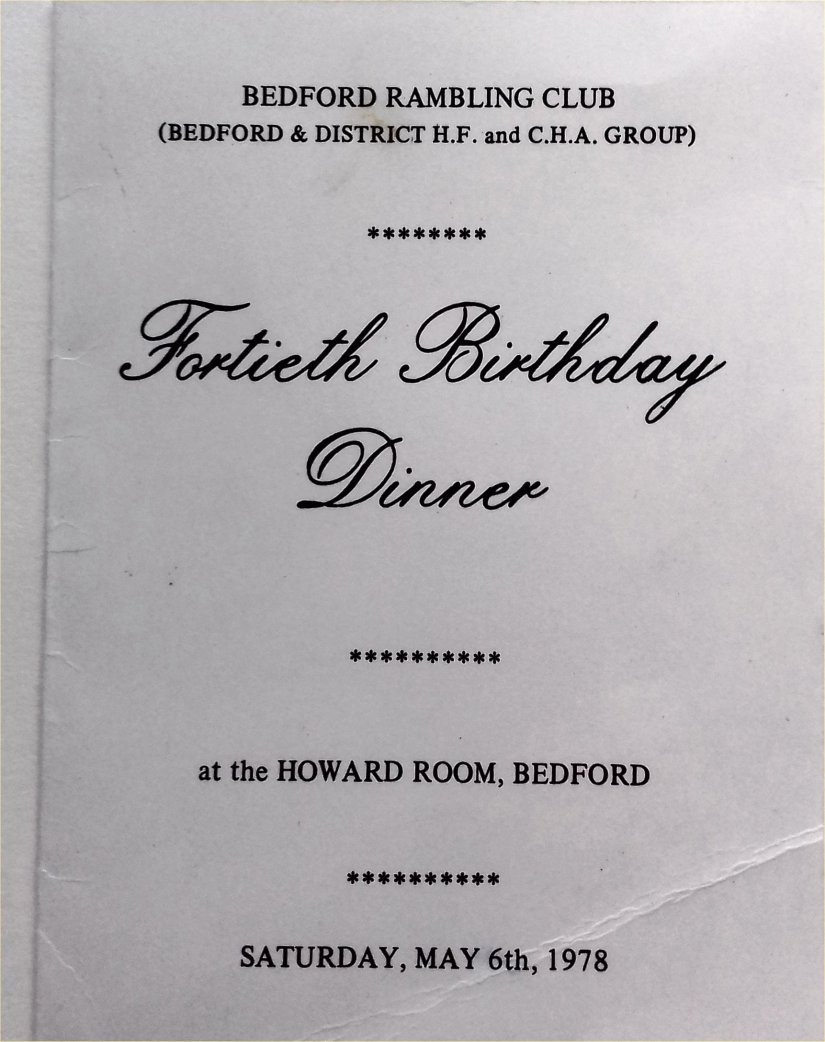 BEDFORD RAMBLING CLUB
(BEDFORD & DISTRICT H.F. and C.H.A. GROUP)
********
Fortieth Birthday
Dinner
**********
at the HOWARD ROOM, BEDFORD
**********
SATURDAY, MAY 6th, 1978